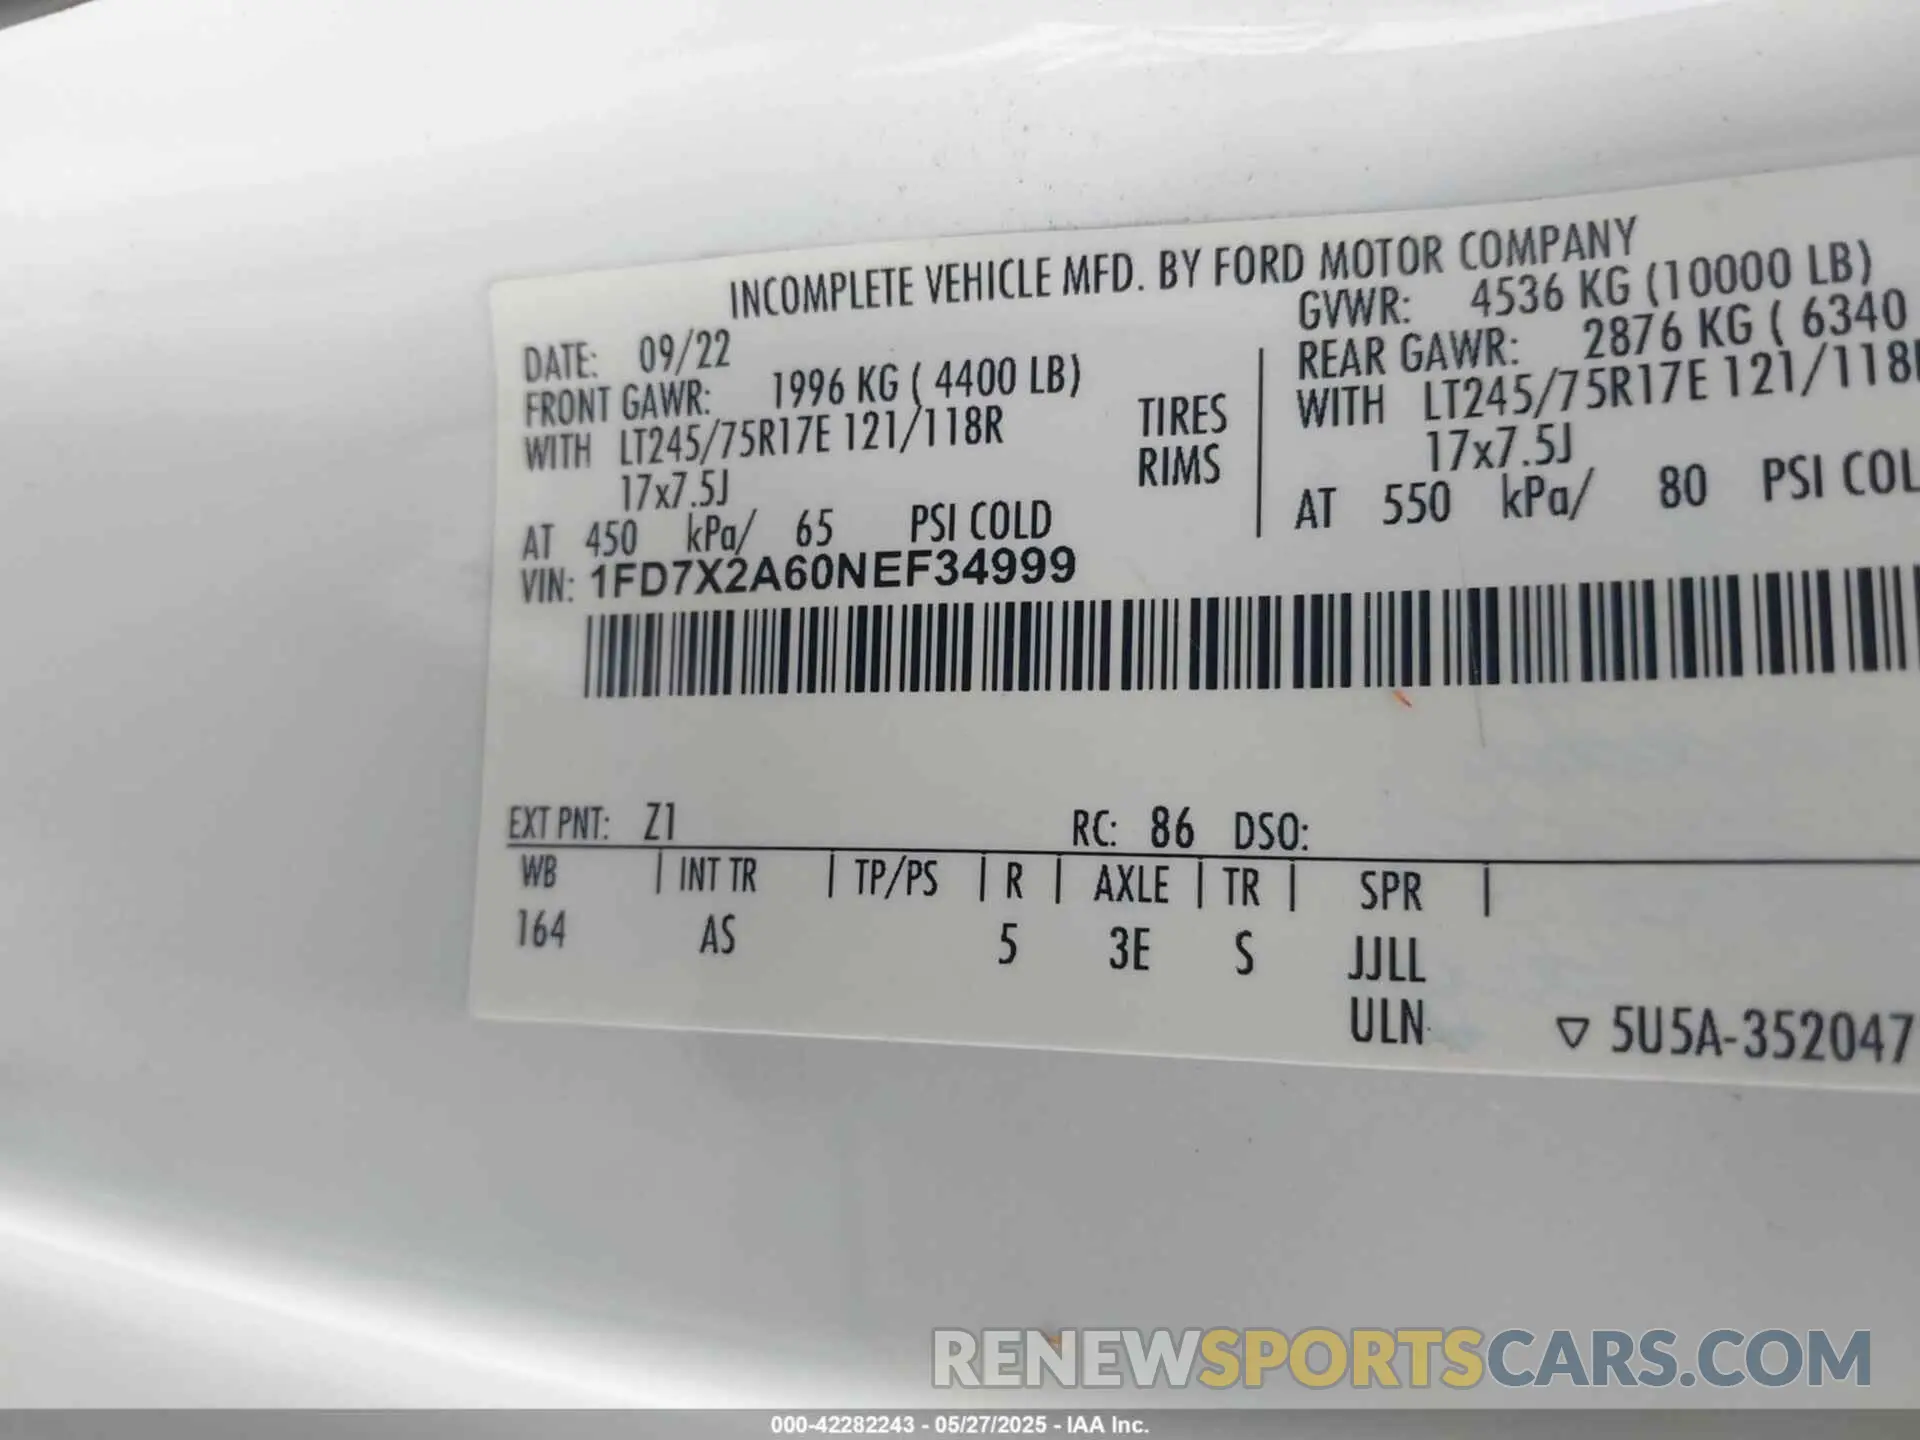 INCOMPLETE VEHICLE MFD. BY FORD MOTOR COMPANY
DATE: 09/22
GVWR: 4536 KG (10000 LB)
FRONT GAWR: 1996 KG ( 4400 LB)
REAR GAWR: 2876 KG ( 6340
WITH LT245/75R17E 121/118R
TIRES
WITH LT245/75R17E 121/118
17x7.5J
RIMS
17x7.5J
AT 450 kPa/ 65 PSI COLD
AT 550 kPa/ 80 PSI COL
VIN: 1FD7X2A60NEF34999
EXT PNT: Z1 RC: 86 DSO:
WB | INT TR | TP/PS | R | AXLE | TR | SPR |
164 AS 5 3E S JJLL
ULN ▽ 5U5A-352047
RENEWSPORTSCARS.COM
000-42282243 - 05/27/2025 - IAA Inc.